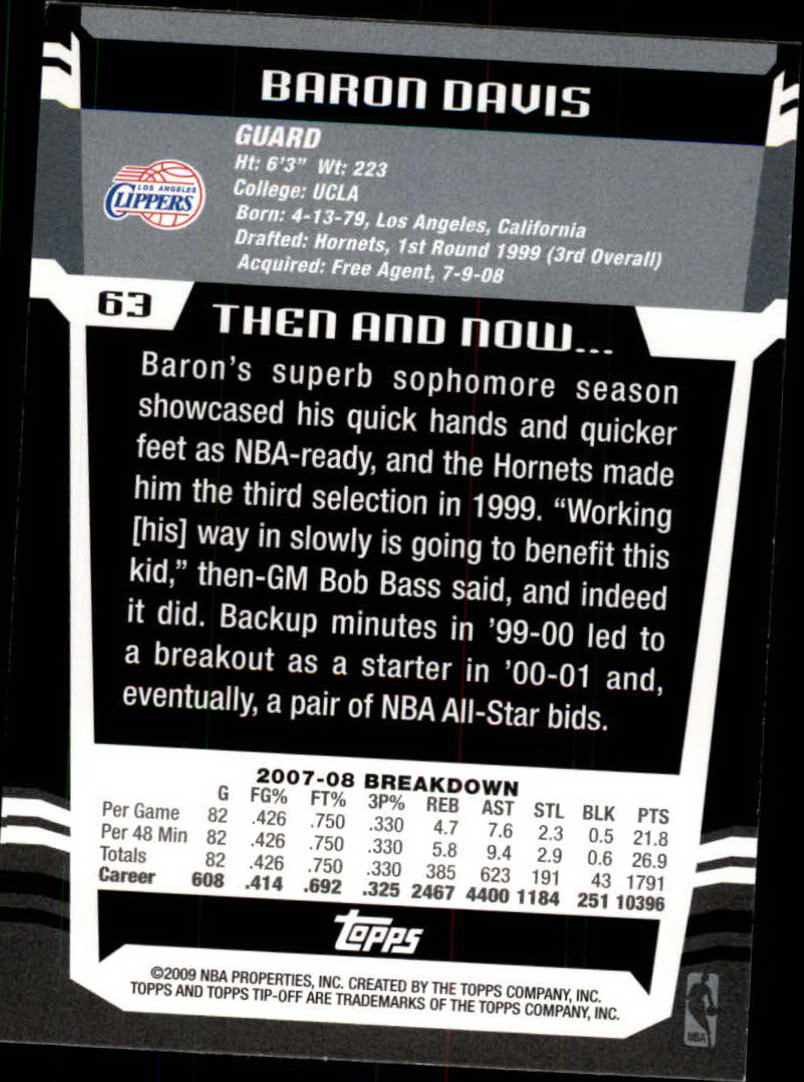 BARON DAVIS
GUARD
Ht: 6'3" Wt: 223
College: UCLA
Born: 4-13-79, Los Angeles, California
Drafted: Hornets, 1st Round 1999 (3rd Overall)
Acquired: Free Agent, 7-9-08
LOS ANGELES
CLIPPERS
63
THEN AND NOW...
Baron's superb sophomore season
showcased his quick hands and quicker
feet as NBA-ready, and the Hornets made
him the third selection in 1999. “Working
[his] way in slowly is going to benefit this
kid,” then-GM Bob Bass said, and indeed
it did. Backup minutes in '99-00 led to
a breakout as a starter in '00-01 and,
eventually, a pair of NBA All-Star bids.
2007-08 BREAKDOWN
G FG% FT% 3P% REB AST STL BLK PTS
Per Game 82 .426 .750 .330 4.7 7.6 2.3 0.5 21.8
Per 48 Min 82 .426 .750 .330 5.8 9.4 2.9 0.6 26.9
Totals 82 .426 .750 .330 385 623 191 43 1791
Career 608 .414 .692 .325 2467 4400 1184 251 10396
topps
©2009 NBA PROPERTIES, INC. CREATED BY THE TOPPS COMPANY, INC.
TOPPS AND TOPPS TIP-OFF ARE TRADEMARKS OF THE TOPPS COMPANY, INC.
NBA